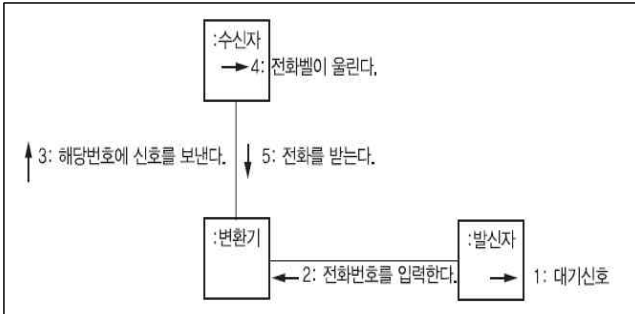 :수신자
4: 전화벨이 울린다.
3: 해당번호에 신호를 보낸다.
5: 전화를 받는다.
:변환기
:발신자
2: 전화번호를 입력한다.
1: 대기신호